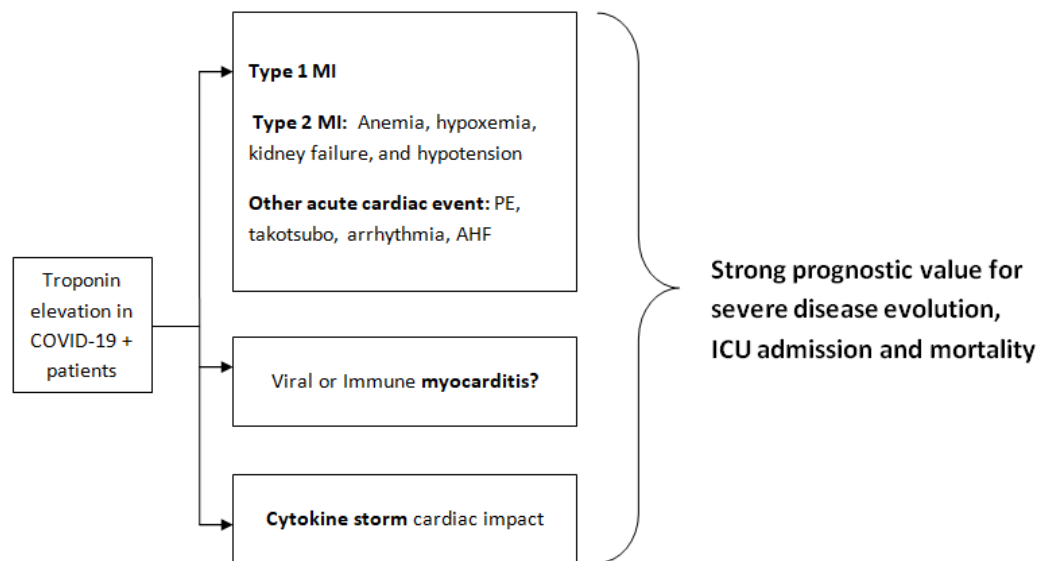 Type 1 MI
Type 2 MI: Anemia, hypoxemia,
kidney failure, and hypotension
Other acute cardiac event: PE,
takotsubo, arrhythmia, AHF
Troponin
elevation in
COVID-19 +
patients
Viral or Immune myocarditis?
Cytokine storm cardiac impact
Strong prognostic value for
severe disease evolution,
ICU admission and mortality